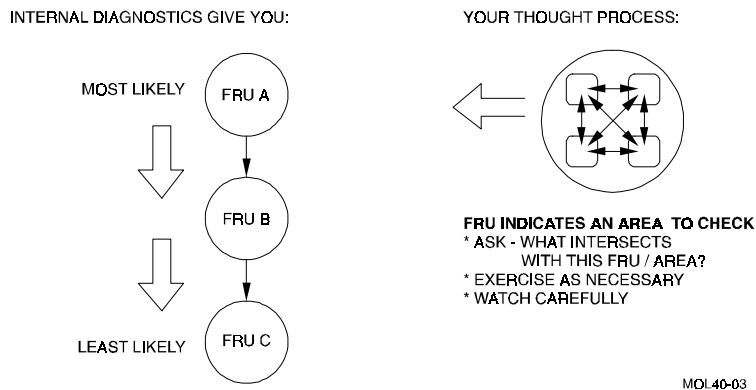 INTERNAL DIAGNOSTICS GIVE YOU:
MOST LIKELY
FRU A
FRU B
LEAST LIKELY
FRU C
YOUR THOUGHT PROCESS:
FRU INDICATES AN AREA TO CHECK
* ASK - WHAT INTERSECTS
WITH THIS FRU / AREA?
* EXERCISE AS NECESSARY
* WATCH CAREFULLY
MOL40-03